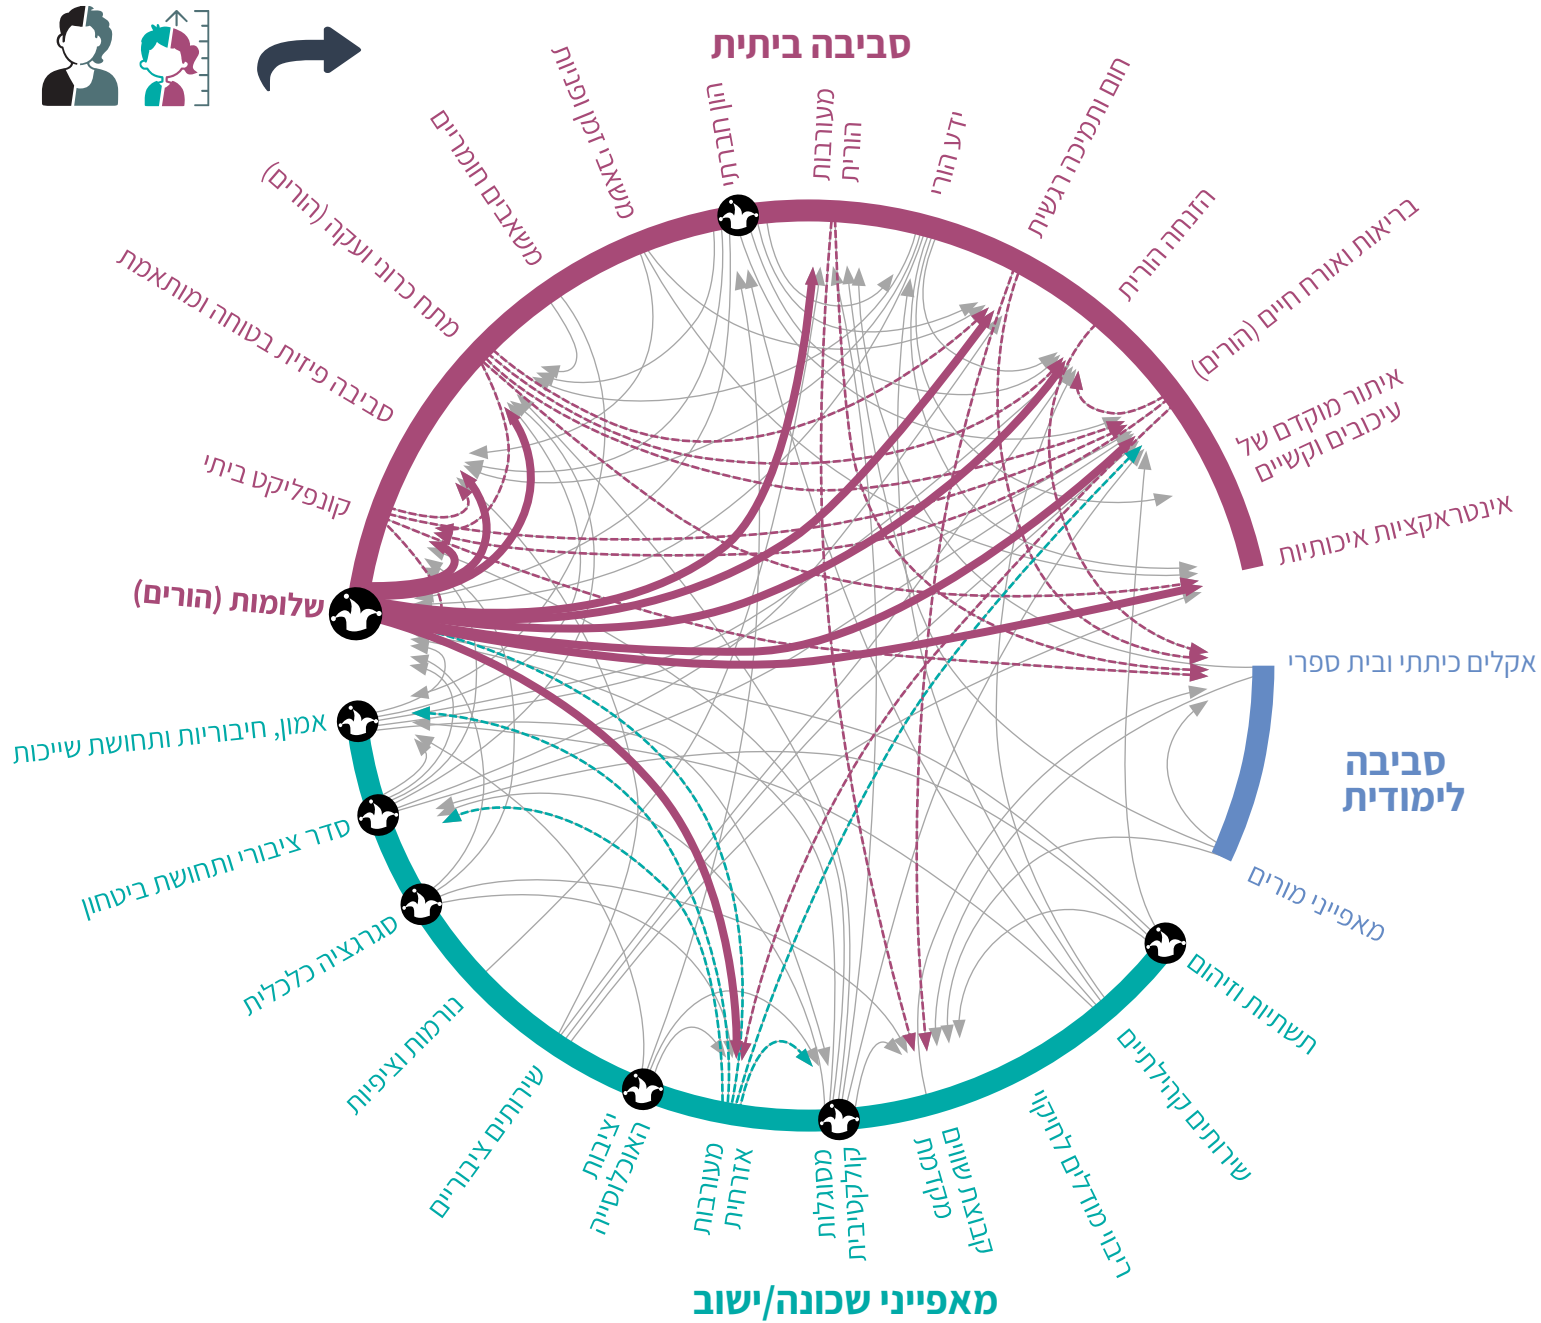 סביבה ביתית
שלומות (הורים)
קונפליקט ביתי
סביבה פיזית בטוחה ומותאמת
מתח כרוני ועקה (הורים)
משאבים חומריים
משאבי זמן ופניות
הון חברתי
מעורבות
הורית
ידע הורי
חום ותמיכה רגשית
הזנחה הורית
בריאות ואורח חיים (הורים)
איתור מוקדם של
עיכובים וקשיים
אינטראקציות איכותיות
אקלים כיתתי ובית ספרי
סביבה
לימודית
מאפייני מורים
תשתיות וזיהום
שירותים קהילתיים
ריבוי מודלים לחיקוי
קבוצת שווים
מקדמת
מסוגלות
קולקטיבית
מעורבות
אזרחית
יציבות
האוכלוסייה
שירותים ציבוריים
נורמות וציפיות
סגרגציה כלכלית
סדר ציבורי ותחושת ביטחון
אמון, חיבוריות ותחושת שייכות
מאפייני שכונה/ישוב